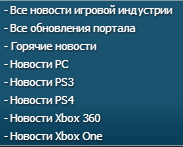 - Все новости игровой индустрии
- Все обновления портала
- Горячие новости
- Новости PC
- Новости PS3
- Новости PS4
- Новости Xbox 360
- Новости Xbox One